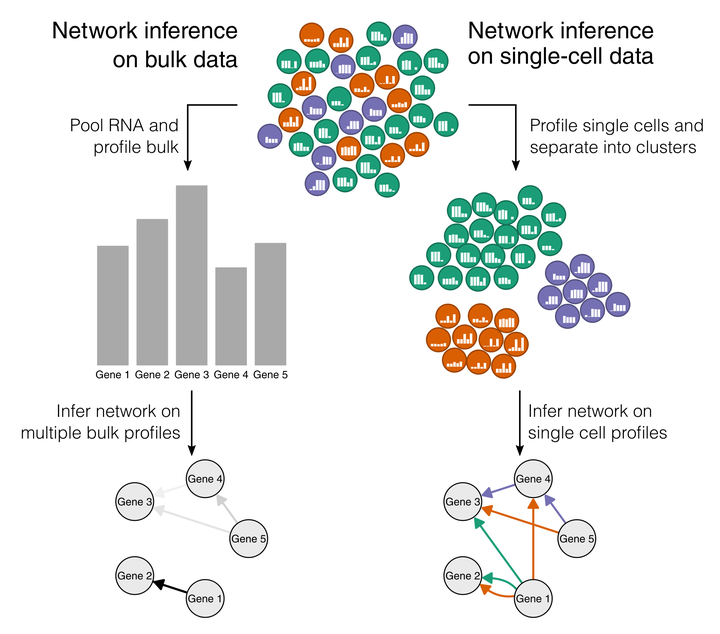 Network inference
on bulk data
Network inference
on single-cell data
Pool RNA and
profile bulk
Profile single cells and
separate into clusters
Gene 1 Gene 2 Gene 3 Gene 4 Gene 5
Infer network on
multiple bulk profiles
Infer network on
single cell profiles
Gene 4
Gene 3
Gene 5
Gene 2
Gene 1
Gene 4
Gene 3
Gene 5
Gene 2
Gene 1